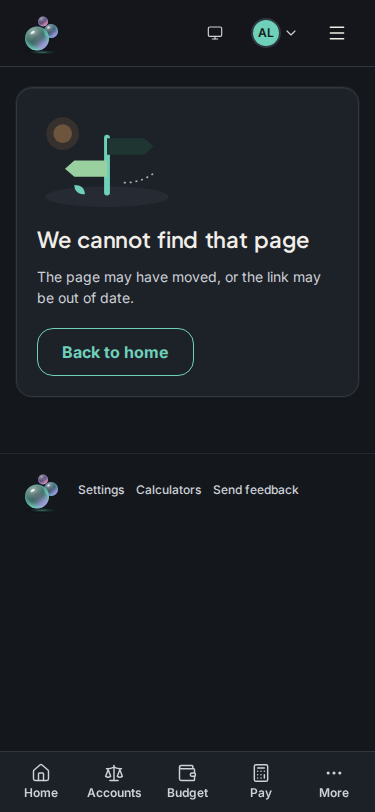 AL
We cannot find that page
The page may have moved, or the link may
be out of date.
Back to home
Settings Calculators Send feedback
Home Accounts Budget Pay More